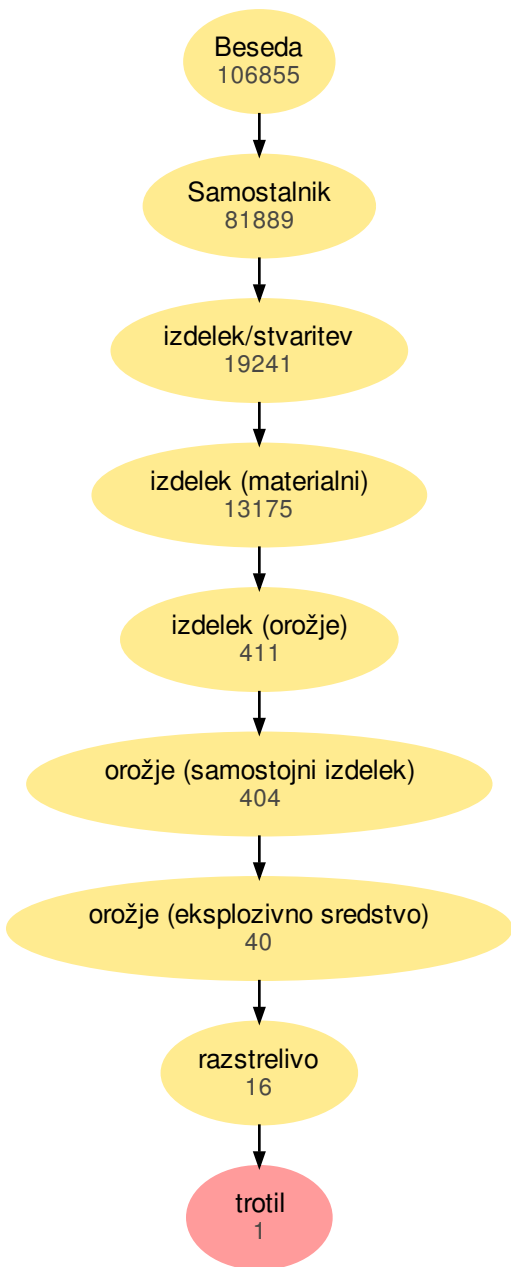 Beseda
106855
Samostalnik
81889
izdelek/stvaritev
19241
izdelek (materialni)
13175
izdelek (orožje)
411
orožje (samostojni izdelek)
404
orožje (eksplozivno sredstvo)
40
razstrelivo
16
trotil
1